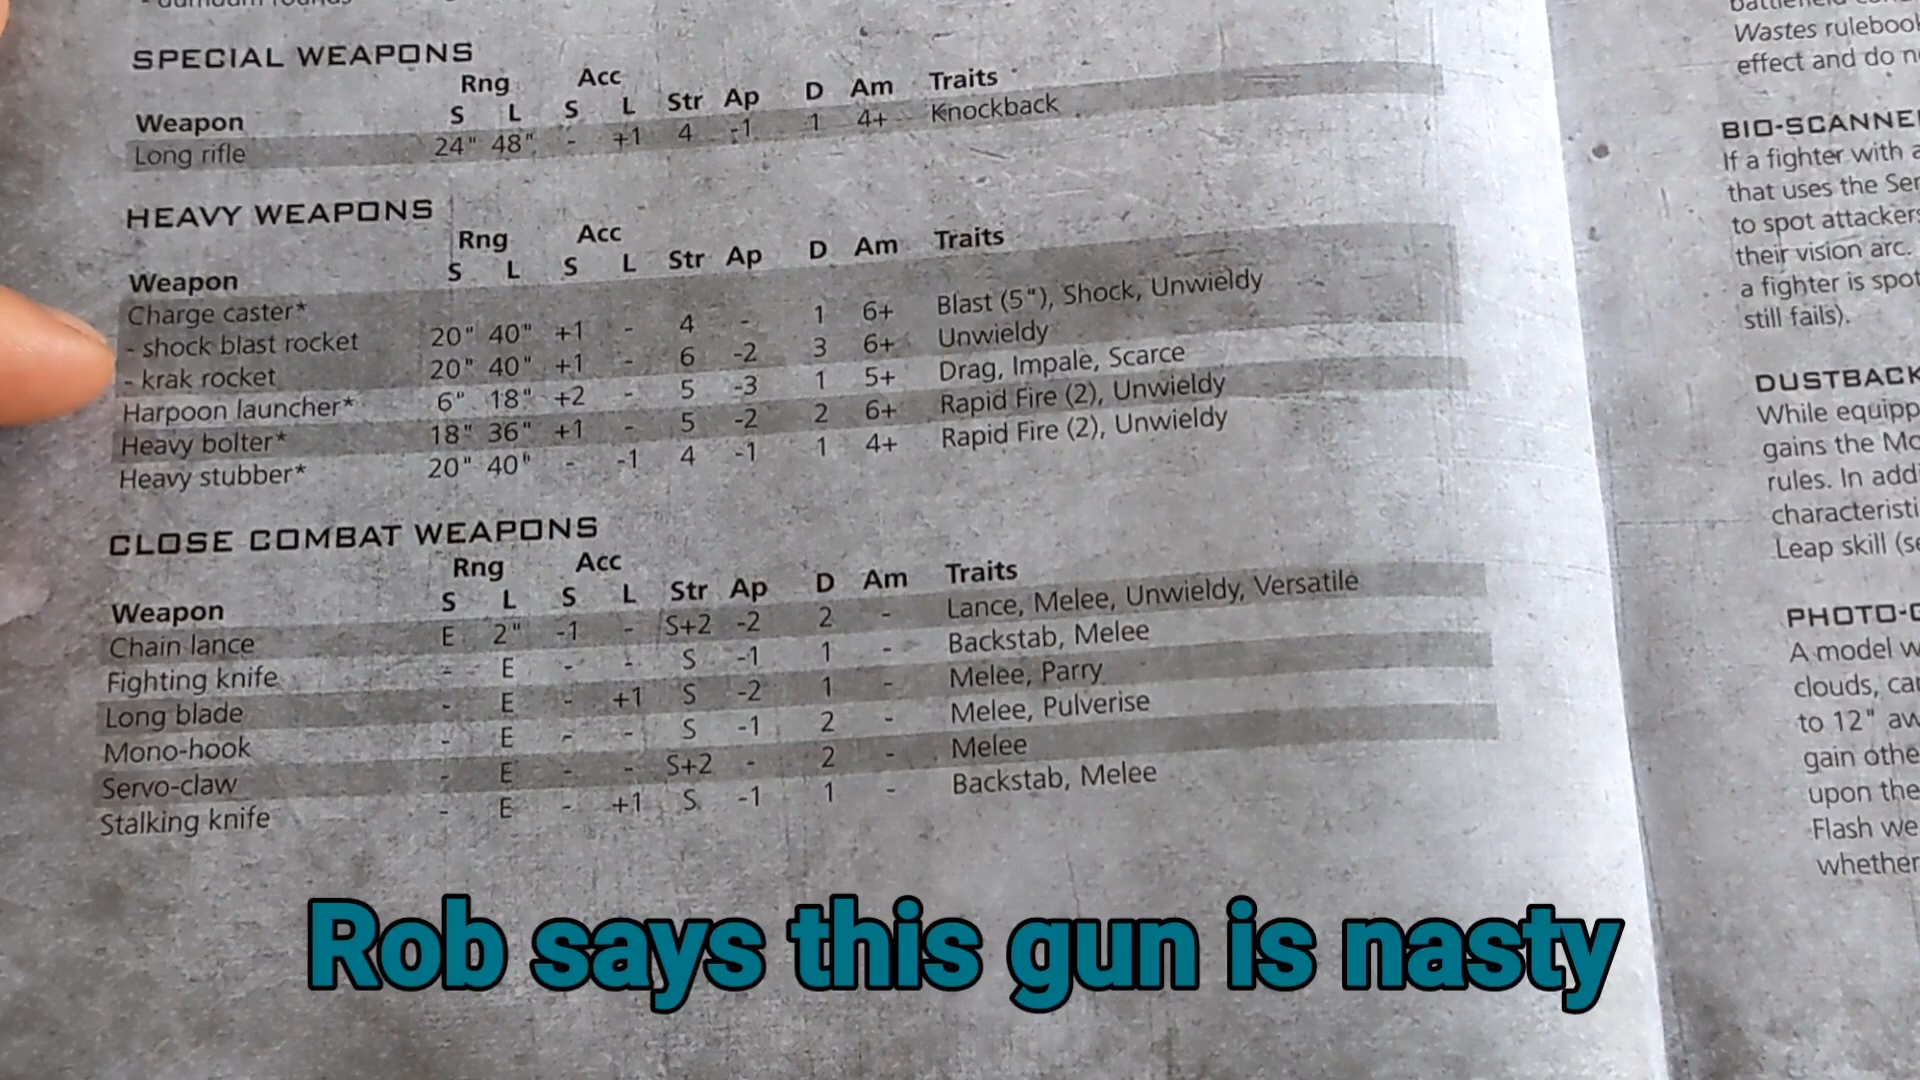 - dumdum rounds
SPECIAL WEAPONS
Rng Acc
Weapon S L S L Str Ap D Am Traits
Long rifle 24" 48" - +1 4 -1 1 4+ Knockback
HEAVY WEAPONS
Rng Acc
Weapon S L S L Str Ap D Am Traits
Charge caster*
- shock blast rocket 20" 40" +1 - 4 - 1 6+ Blast (5"), Shock, Unwieldy
- krak rocket 20" 40" +1 - 6 -2 3 6+ Unwieldy
Harpoon launcher* 6" 18" +2 - 5 -3 1 5+ Drag, Impale, Scarce
Heavy bolter* 18" 36" +1 - 5 -2 2 6+ Rapid Fire (2), Unwieldy
Heavy stubber* 20" 40" - -1 4 -1 1 4+ Rapid Fire (2), Unwieldy
CLOSE COMBAT WEAPONS
Rng Acc
Weapon S L S L Str Ap D Am Traits
Chain lance E 2" -1 - S+2 -2 2 - Lance, Melee, Unwieldy, Versatile
Fighting knife - E - - S -1 1 - Backstab, Melee
Long blade - E - +1 S -2 1 - Melee, Parry
Mono-hook - E - - S -1 2 - Melee, Pulverise
Servo-claw - E - - S+2 - 2 - Melee
Stalking knife - E - +1 S -1 1 - Backstab, Melee
Wastes rulebook
effect and do n
BIO-SCANNE
If a fighter with a
that uses the Sen
to spot attackers
their vision arc.
a fighter is spot
still fails).
DUSTBACK
While equipp
gains the Mo
rules. In add
characteristi
Leap skill (se
PHOTO-
A model w
clouds, car
to 12" aw
gain othe
upon the
Flash we
whether
Rob says this gun is nasty